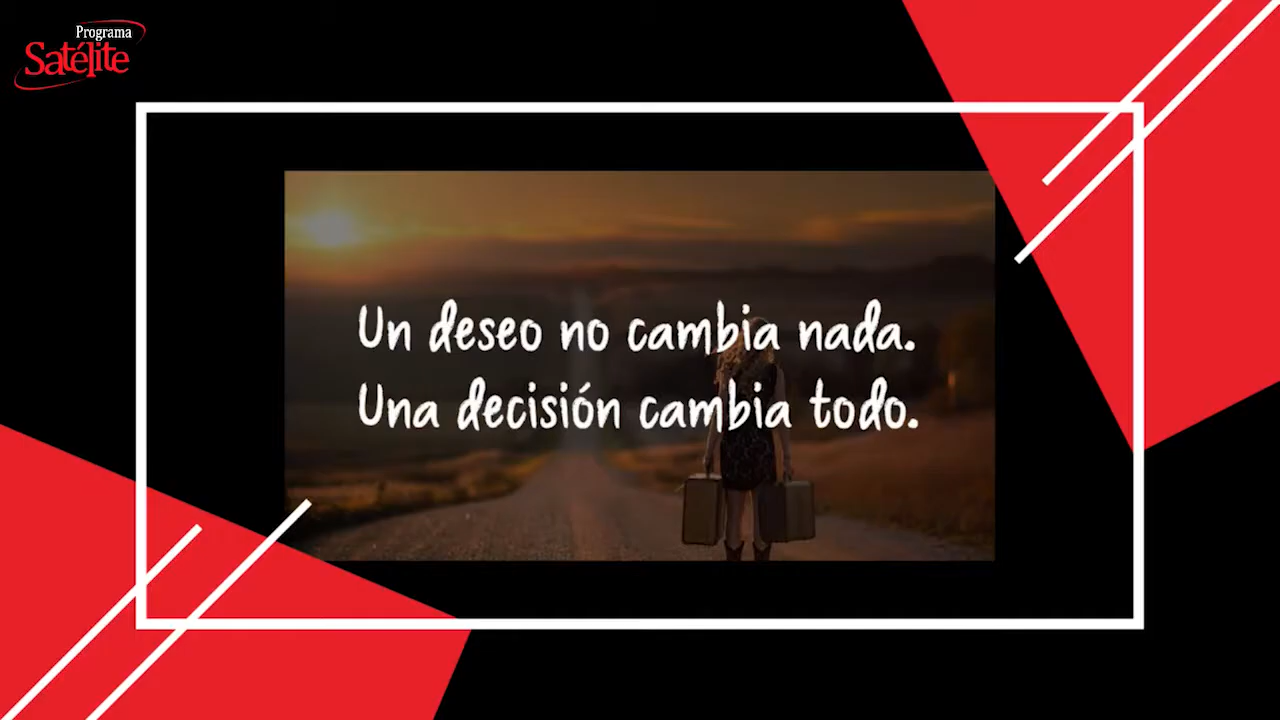 Programa
Satélite
Un deseo no cambia nada.
Una decisión cambia todo.